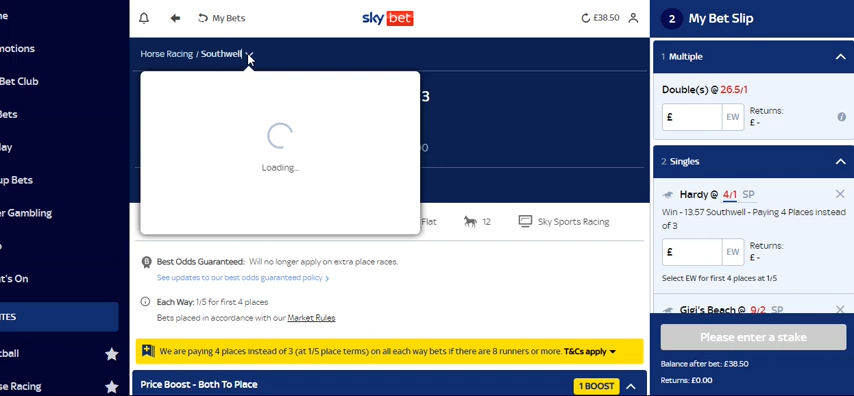 ne
motions
Bet Club
Bets
lay
up Bets
er Gambling
o
at's On
ITES
tball
se Racing
My Bets
sky bet
£38.50
Horse Racing / Southwell
3
00
Loading...
Flat
12
Sky Sports Racing
Best Odds Guaranteed: Will no longer apply on extra place races.
See updates to our best odds guaranteed policy >
Each Way: 1/5 for first 4 places
Bets placed in accordance with our Market Rules
We are paying 4 places instead of 3 (at 1/5 place terms) on all each way bets if there are 8 runners or more. T&Cs apply
Price Boost - Both To Place
1 BOOST
2 My Bet Slip
1 Multiple
Double(s) @ 26.5/1
£ EW
Returns:
£ -
2 Singles
Hardy @ 4/1 SP
Win - 13.57 Southwell - Paying 4 Places instead
of 3
£ EW
Returns:
£ -
Select EW for first 4 places at 1/5
Gigi's Beach @ 9/2 SP
Please enter a stake
Balance after bet: £38.50
Returns: £0.00